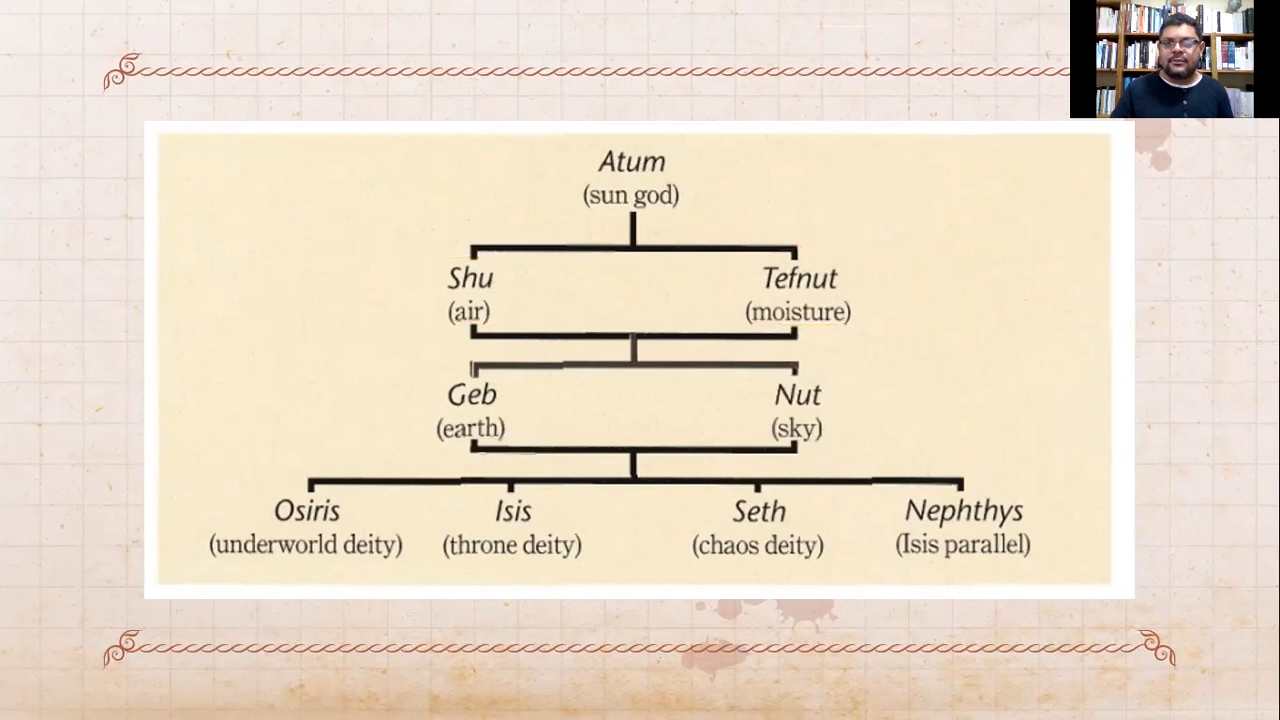 Atum
(sun god)
Shu
Tefnut
(air)
(moisture)
Geb
Nut
(earth)
(sky)
Osiris
Isis
Seth
Nephthys
(underworld deity)
(throne deity)
(chaos deity)
(Isis parallel)